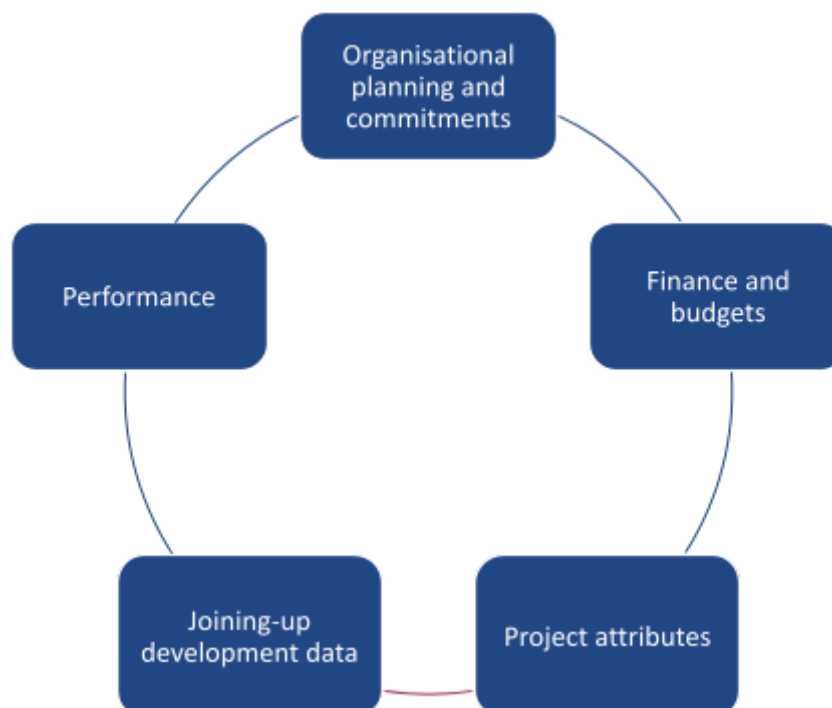 Organisational
planning and
commitments
Finance and
budgets
Project attributes
Joining-up
development data
Performance